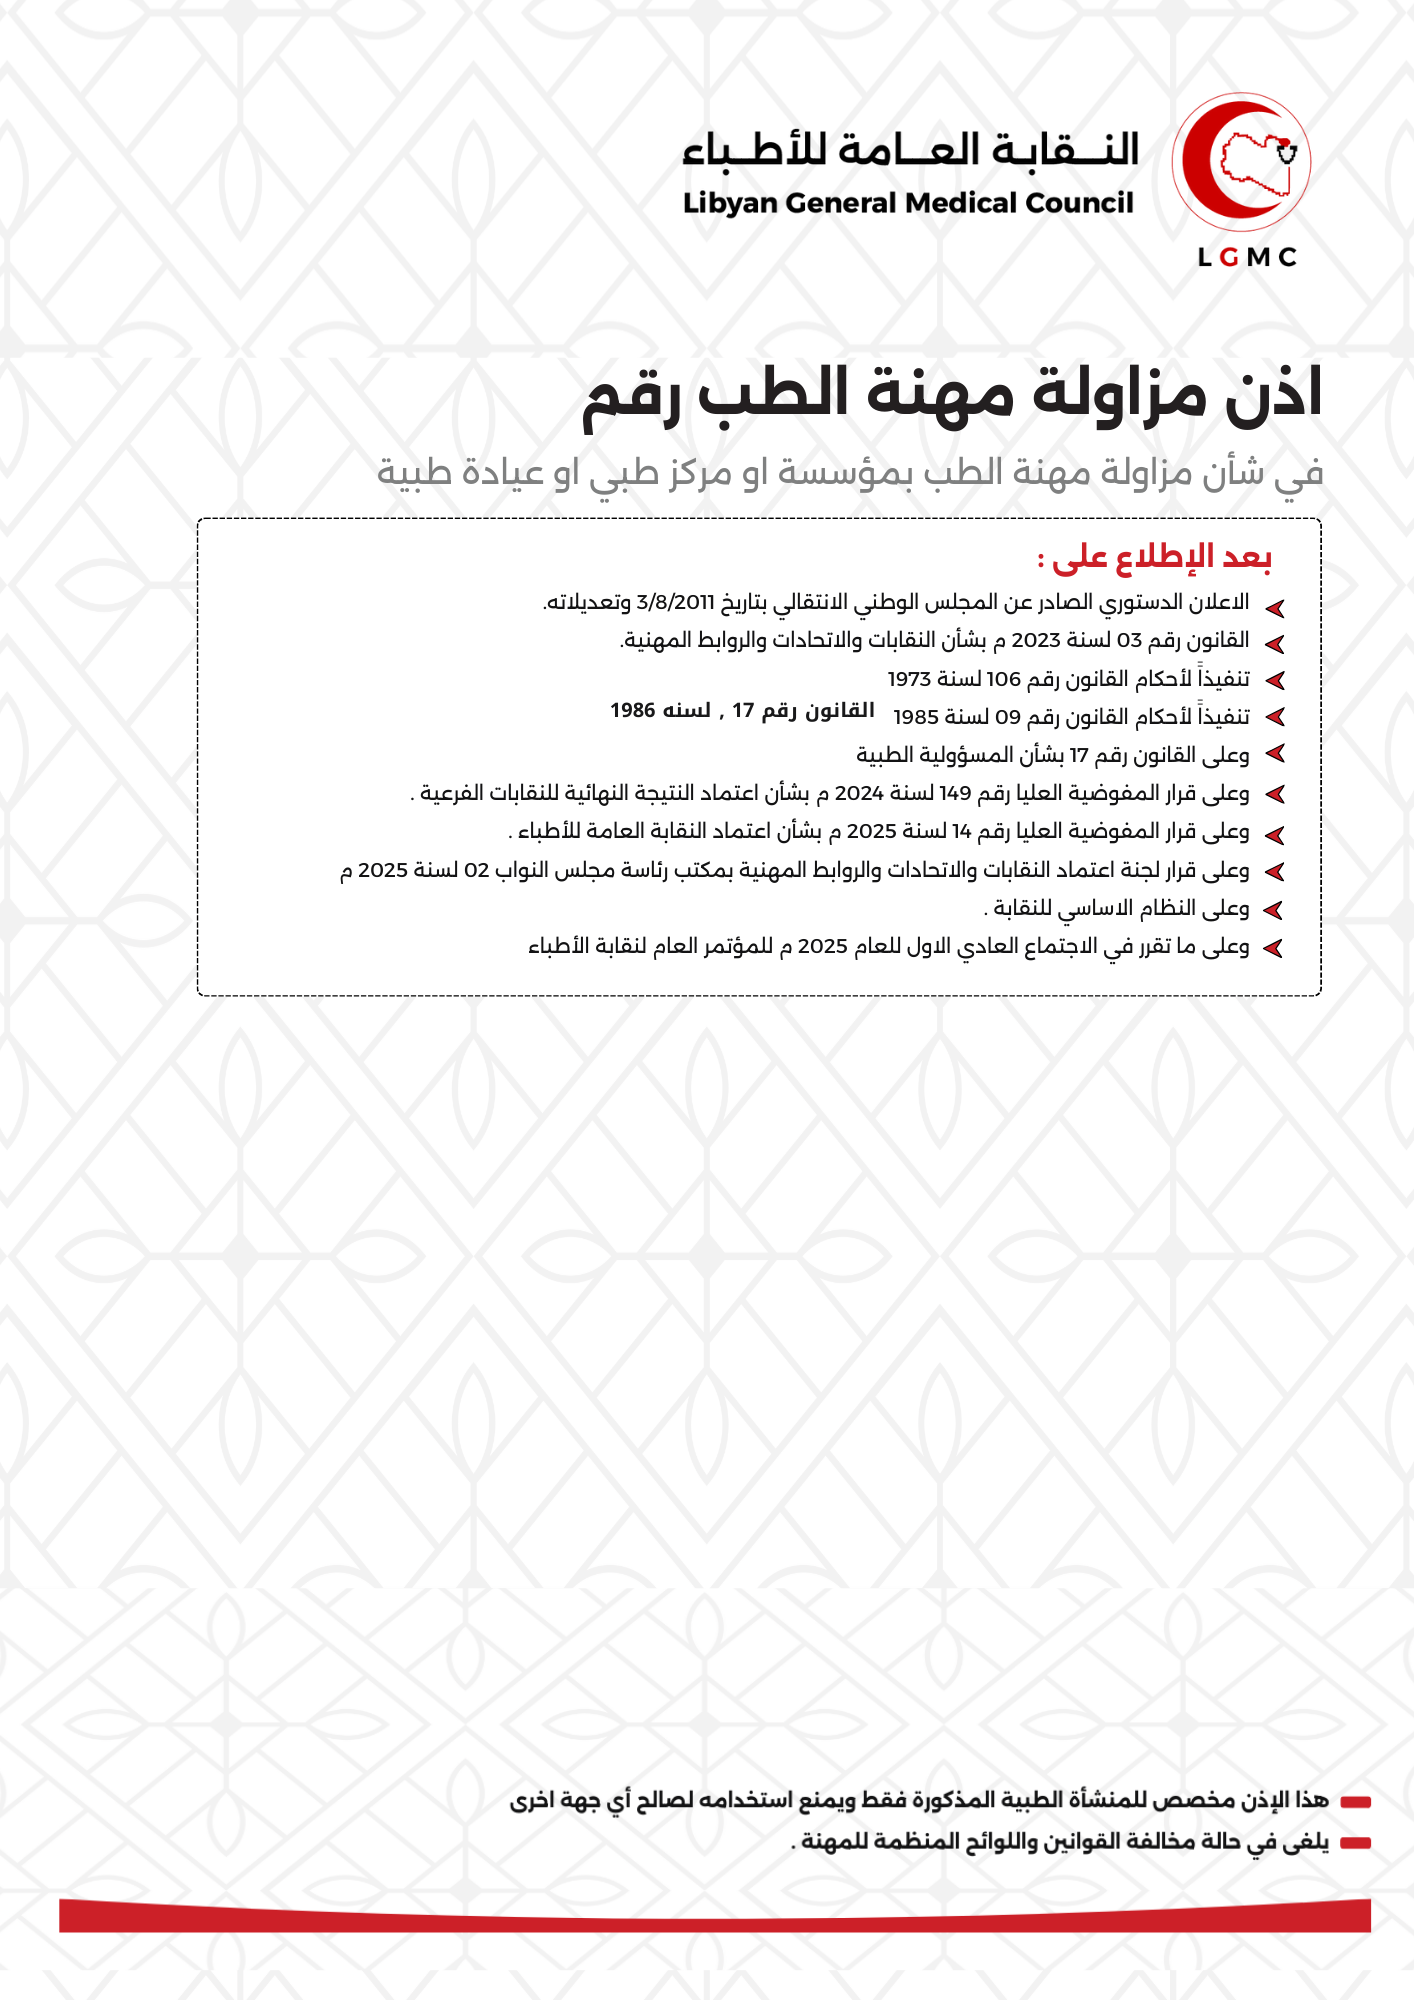 النــقابـة العــامة للأطــباء
Libyan General Medical Council
LGMC
اذن مزاولة مهنة الطب رقم
في شأن مزاولة مهنة الطب بمؤسسة او مركز طبي او عيادة طبية
بعد الإطلاع على :
الاعلان الدستوري الصادر عن المجلس الوطني الانتقالي بتاريخ 3/8/2011 وتعديلاته.
القانون رقم 03 لسنة 2023 م بشأن النقابات والاتحادات والروابط المهنية.
تنفيذاً لأحكام القانون رقم 106 لسنة 1973
تنفيذاً لأحكام القانون رقم 09 لسنة 1985 القانون رقم 17 , لسنه 1986
وعلى القانون رقم 17 بشأن المسؤولية الطبية
وعلى قرار المفوضية العليا رقم 149 لسنة 2024 م بشأن اعتماد النتيجة النهائية للنقابات الفرعية .
وعلى قرار المفوضية العليا رقم 14 لسنة 2025 م بشأن اعتماد النقابة العامة للأطباء .
وعلى قرار لجنة اعتماد النقابات والاتحادات والروابط المهنية بمكتب رئاسة مجلس النواب 02 لسنة 2025 م
وعلى النظام الاساسي للنقابة .
وعلى ما تقرر في الاجتماع العادي الاول للعام 2025 م للمؤتمر العام لنقابة الأطباء
هذا الإذن مخصص للمنشأة الطبية المذكورة فقط ويمنع استخدامه لصالح أي جهة اخرى
يلغى في حالة مخالفة القوانين واللوائح المنظمة للمهنة .